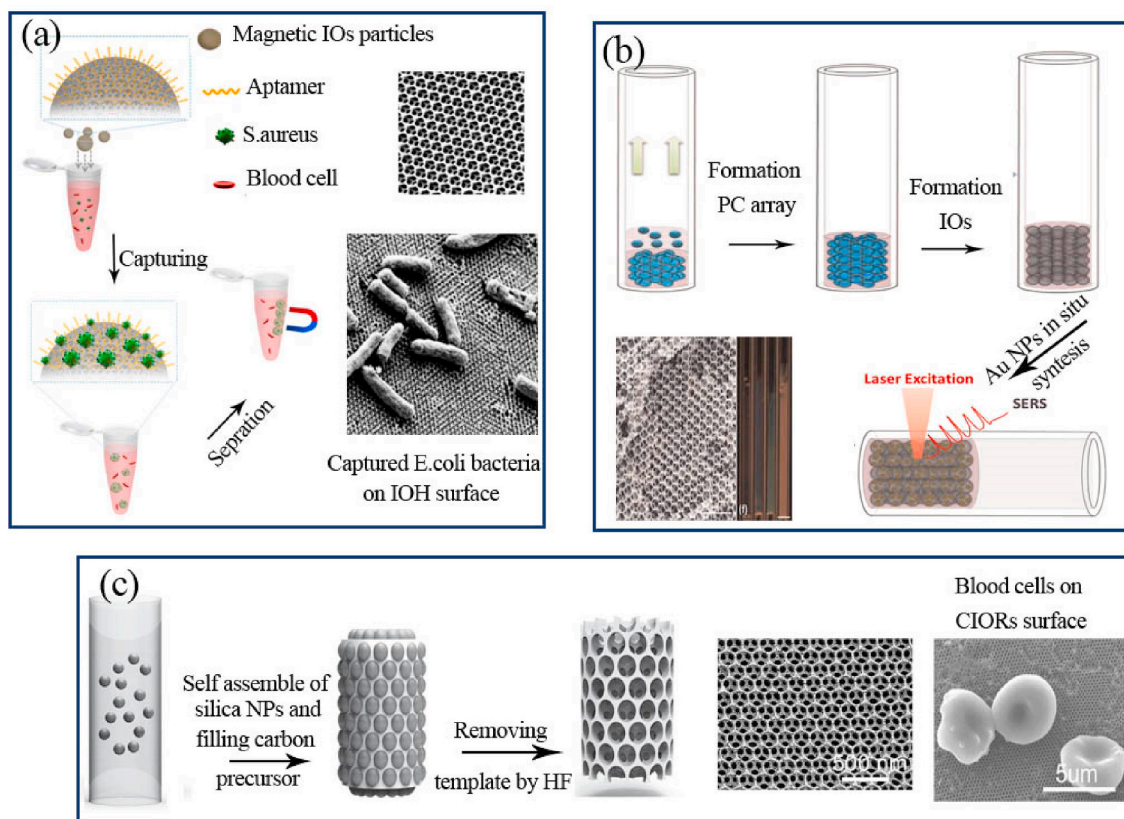 (a)
Magnetic IOs particles
Aptamer
S.aureus
Blood cell
Capturing
Sepration
Captured E.coli bacteria
on IOH surface
(b)
Formation
PC array
Formation
IOs
Au NPs in situ
syntesis
Laser Excitation
SERS
(c)
Self assemble of
silica NPs and
filling carbon
precursor
Removing
template by HF
500 nm
Blood cells on
CIORs surface
5um